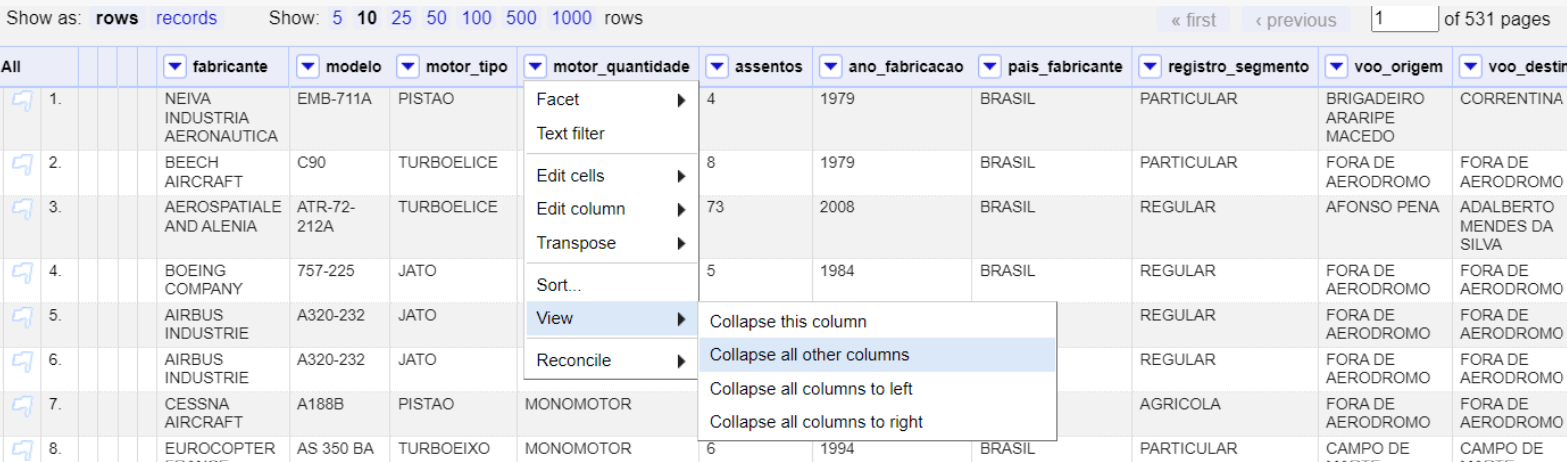 Show as: rows records Show: 5 10 25 50 100 500 1000 rows « first ‹ previous 1 of 531 pages
All fabricante modelo motor_tipo motor_quantidade assentos ano_fabricacao pais_fabricante registro_segmento voo_origem voo_destin
1. NEIVA INDUSTRIA AERONAUTICA EMB-711A PISTAO 4 1979 BRASIL PARTICULAR BRIGADEIRO ARARIPE MACEDO CORRENTINA
2. BEECH AIRCRAFT C90 TURBOELICE 8 1979 BRASIL PARTICULAR FORA DE AERODROMO FORA DE AERODROMO
3. AEROSPATIALE AND ALENIA ATR-72-212A TURBOELICE 73 2008 BRASIL REGULAR AFONSO PENA ADALBERTO MENDES DA SILVA
4. BOEING COMPANY 757-225 JATO 5 1984 BRASIL REGULAR FORA DE AERODROMO FORA DE AERODROMO
5. AIRBUS INDUSTRIE A320-232 JATO REGULAR FORA DE AERODROMO FORA DE AERODROMO
6. AIRBUS INDUSTRIE A320-232 JATO REGULAR FORA DE AERODROMO FORA DE AERODROMO
7. CESSNA AIRCRAFT A188B PISTAO MONOMOTOR AGRICOLA FORA DE AERODROMO FORA DE AERODROMO
8. EUROCOPTER AS 350 BA TURBOEIXO MONOMOTOR 6 1994 BRASIL PARTICULAR CAMPO DE CAMPO DE
Facet
Text filter
Edit cells
Edit column
Transpose
Sort...
View
Reconcile
Collapse this column
Collapse all other columns
Collapse all columns to left
Collapse all columns to right